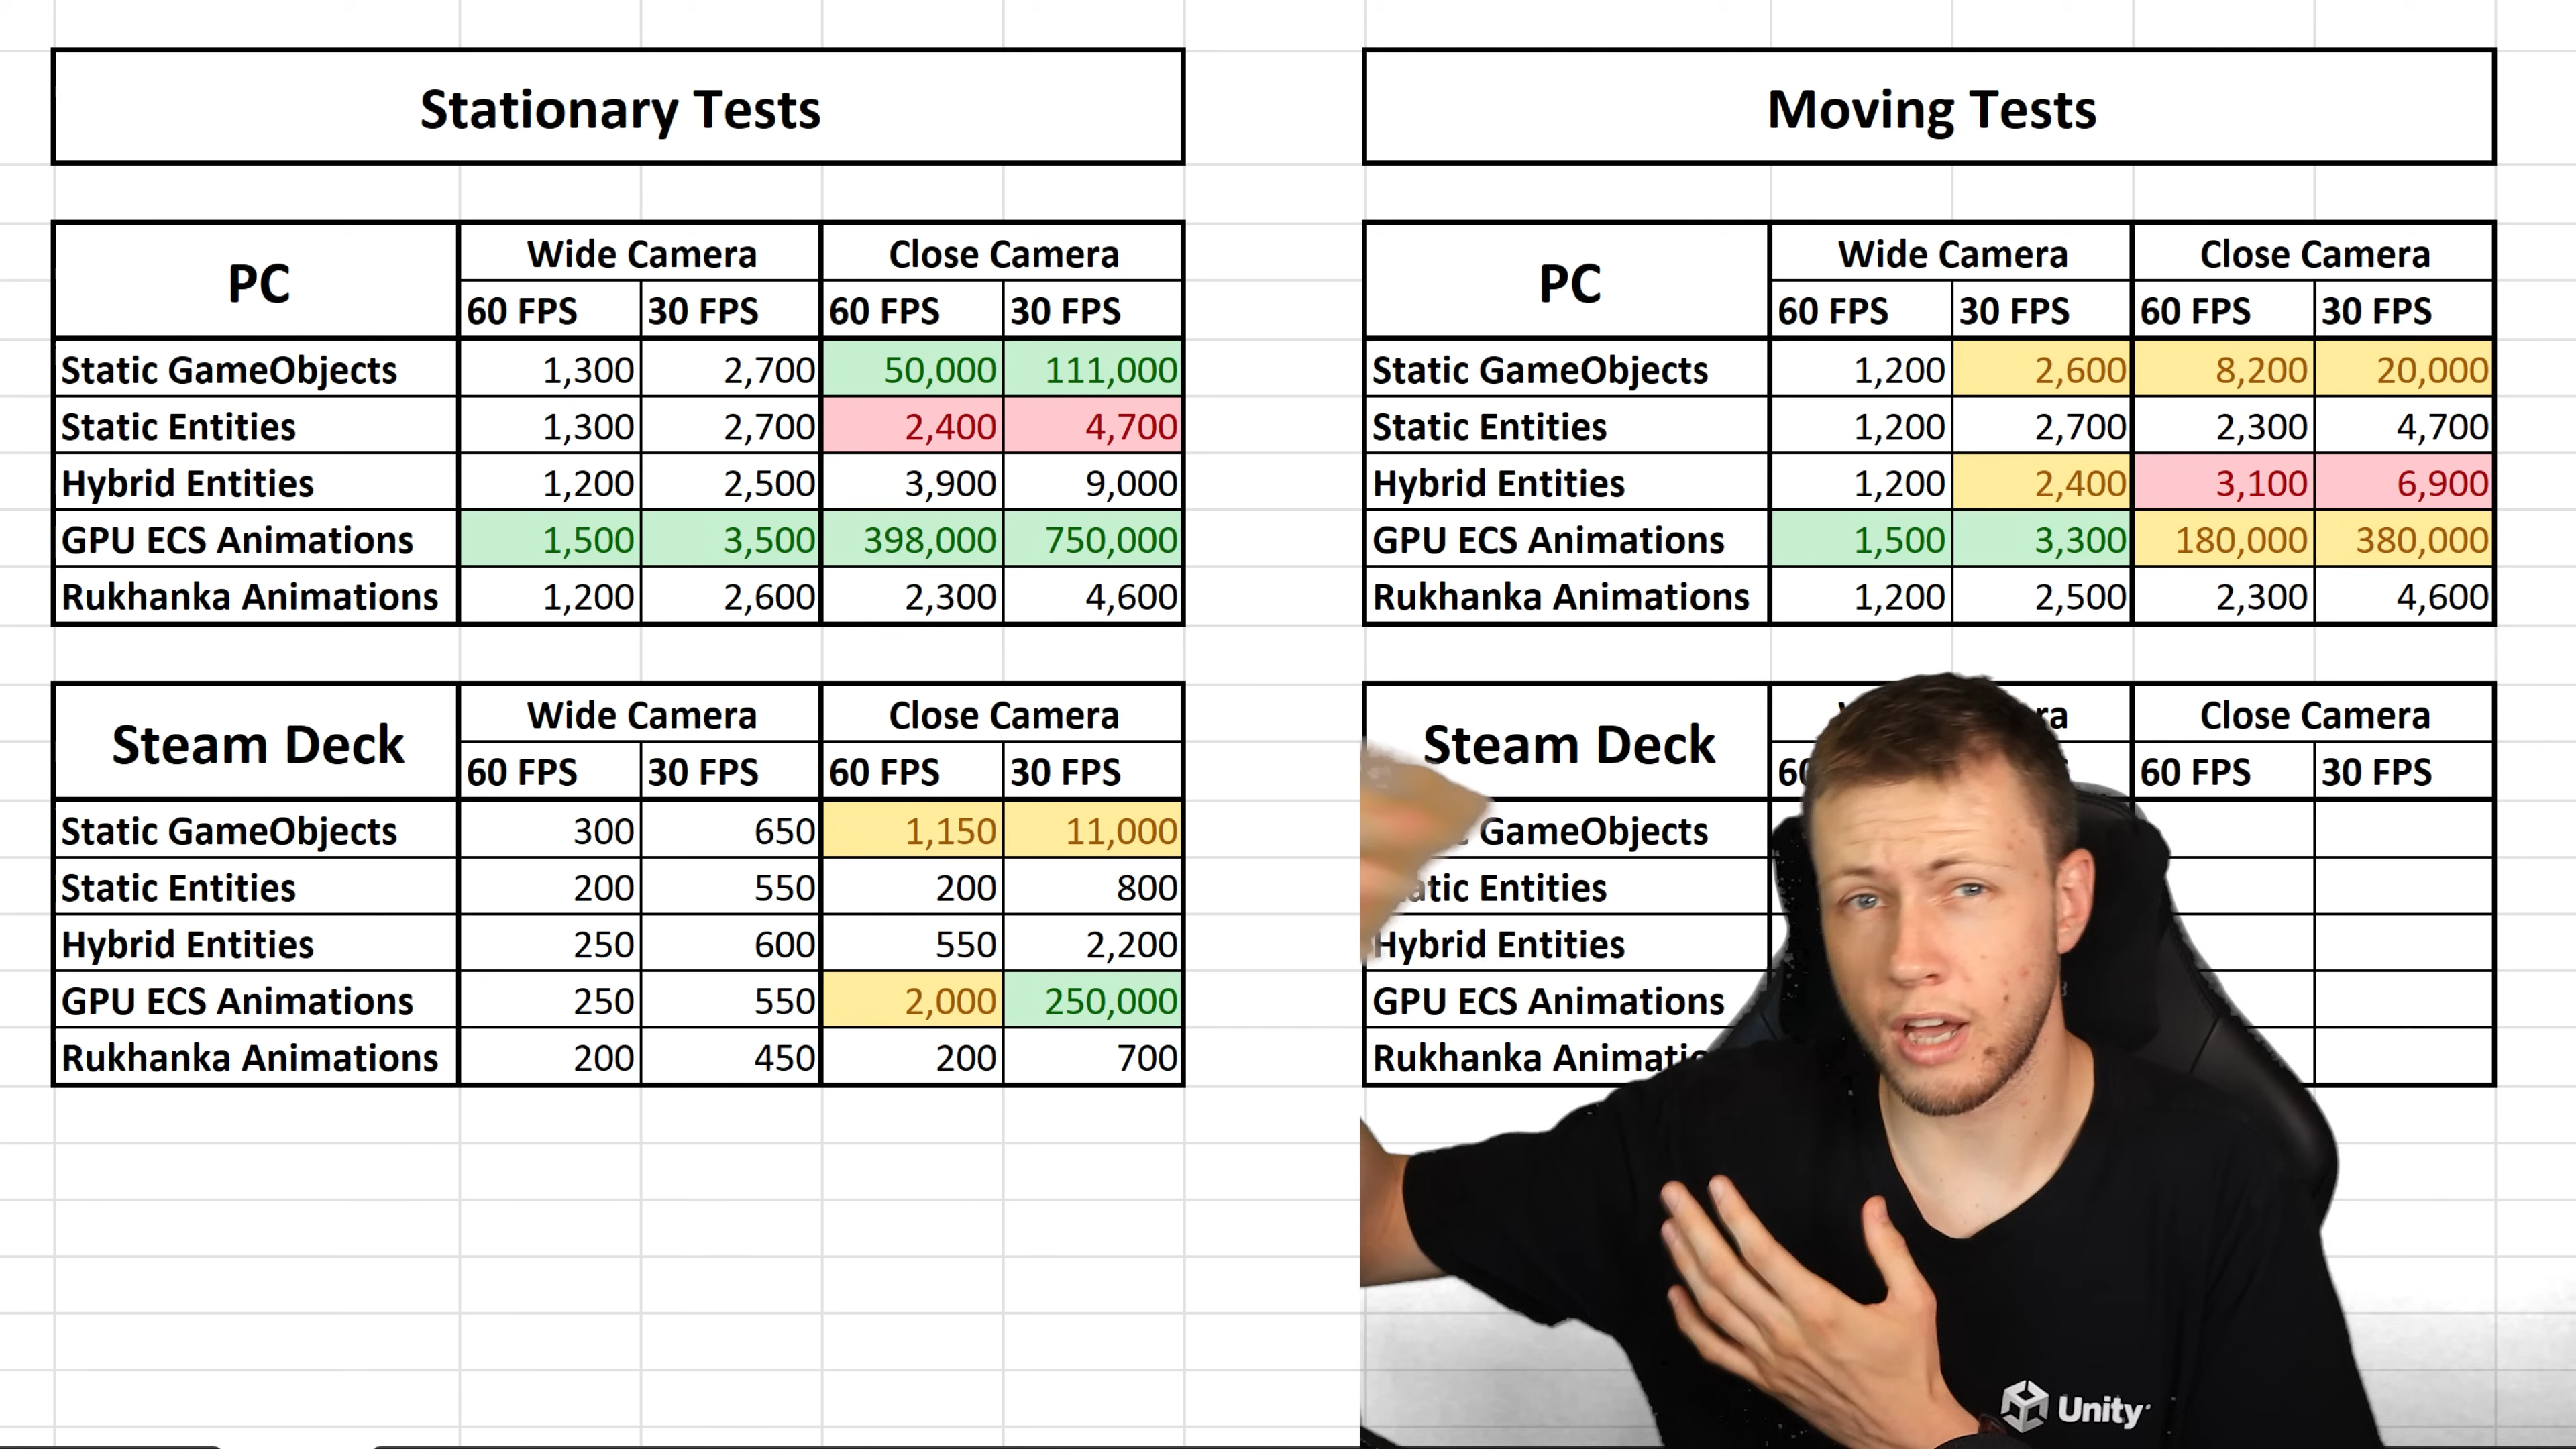 Stationary Tests
PC Wide Camera Close Camera
60 FPS 30 FPS 60 FPS 30 FPS
Static GameObjects 1,300 2,700 50,000 111,000
Static Entities 1,300 2,700 2,400 4,700
Hybrid Entities 1,200 2,500 3,900 9,000
GPU ECS Animations 1,500 3,500 398,000 750,000
Rukhanka Animations 1,200 2,600 2,300 4,600
Steam Deck Wide Camera Close Camera
60 FPS 30 FPS 60 FPS 30 FPS
Static GameObjects 300 650 1,150 11,000
Static Entities 200 550 200 800
Hybrid Entities 250 600 550 2,200
GPU ECS Animations 250 550 2,000 250,000
Rukhanka Animations 200 450 200 700
Moving Tests
PC Wide Camera Close Camera
60 FPS 30 FPS 60 FPS 30 FPS
Static GameObjects 1,200 2,600 8,200 20,000
Static Entities 1,200 2,700 2,300 4,700
Hybrid Entities 1,200 2,400 3,100 6,900
GPU ECS Animations 1,500 3,300 180,000 380,000
Rukhanka Animations 1,200 2,500 2,300 4,600
Steam Deck Close Camera
60 FPS 30 FPS
GameObjects
Entities
Hybrid Entities
GPU ECS Animations
Rukhanka
Unity